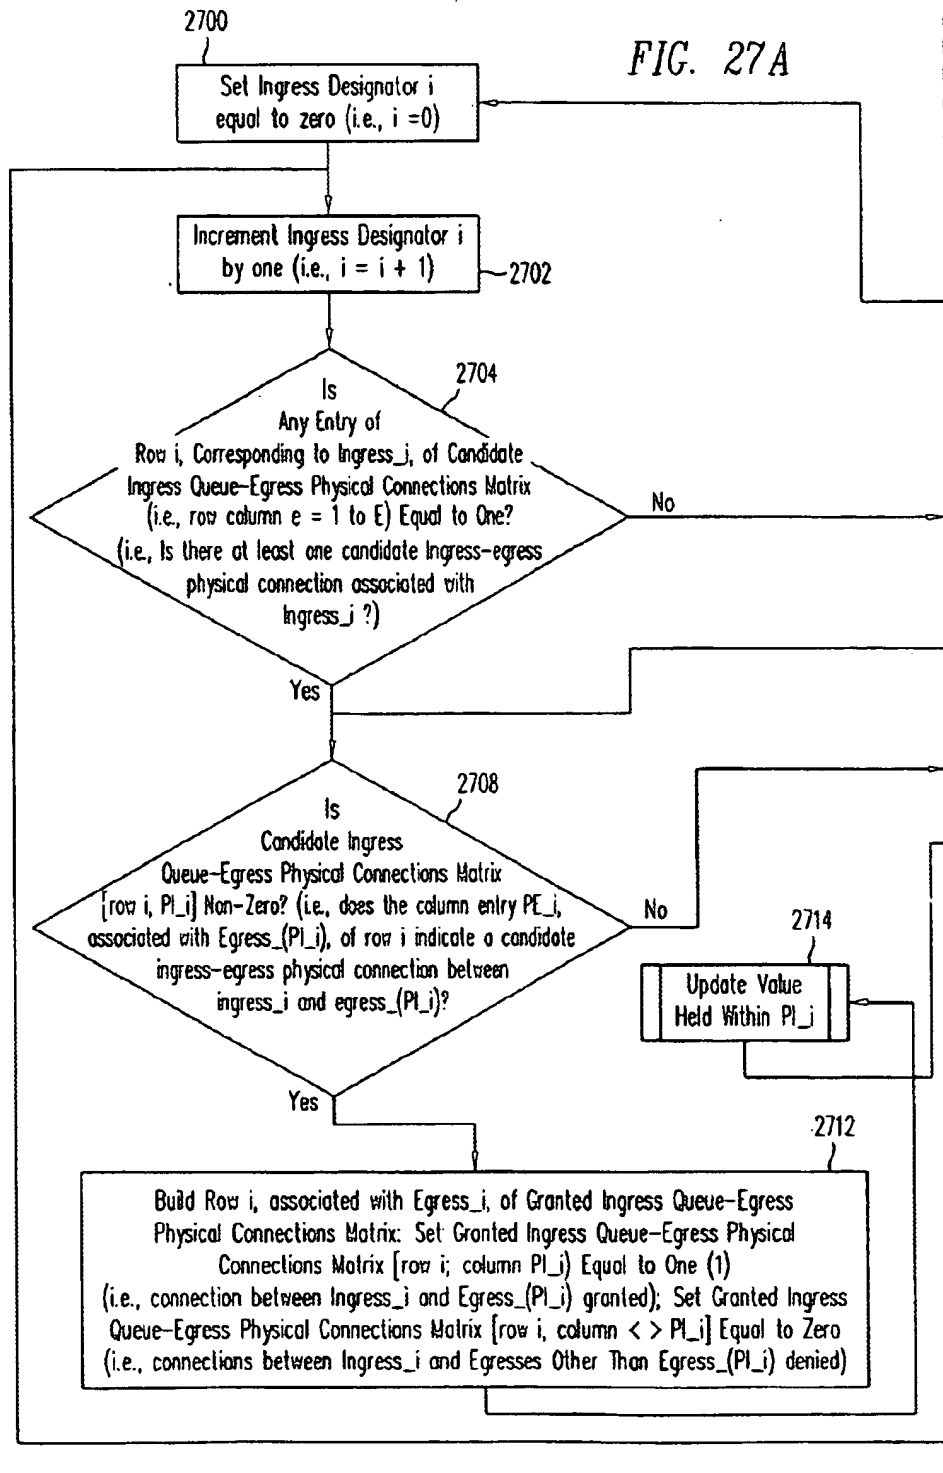 2700
FIG. 27A
Set Ingress Designator i
equal to zero (i.e., i =0)
Increment Ingress Designator i
by one (i.e., i = i + 1)
2702
2704
Is
Any Entry of
Row i, Corresponding to Ingress_i, of Candidate
Ingress Queue-Egress Physical Connections Matrix
(i.e., row column e = 1 to E) Equal to One?
(i.e., Is there at least one candidate Ingress-egress
physical connection associated with
Ingress_i ?)
No
Yes
2708
Is
Candidate Ingress
Queue-Egress Physical Connections Matrix
[row i, PI_i] Non-Zero? (i.e., does the column entry PE_i,
associated with Egress_(PI_i), of row i indicate a candidate
ingress-egress physical connection between
ingress_i and egress_(PI_i)?
No
Yes
2714
Update Value
Held Within PI_i
2712
Build Row i, associated with Egress_i, of Granted Ingress Queue-Egress
Physical Connections Matrix: Set Granted Ingress Queue-Egress Physical
Connections Matrix [row i; column PI_i) Equal to One (1)
(i.e., connection between Ingress_i and Egress_(PI_i) granted); Set Granted Ingress
Queue-Egress Physical Connections Matrix [row i, column < > PI_i] Equal to Zero
(i.e., connections between Ingress_i and Egresses Other Than Egress_(PI_i) denied)